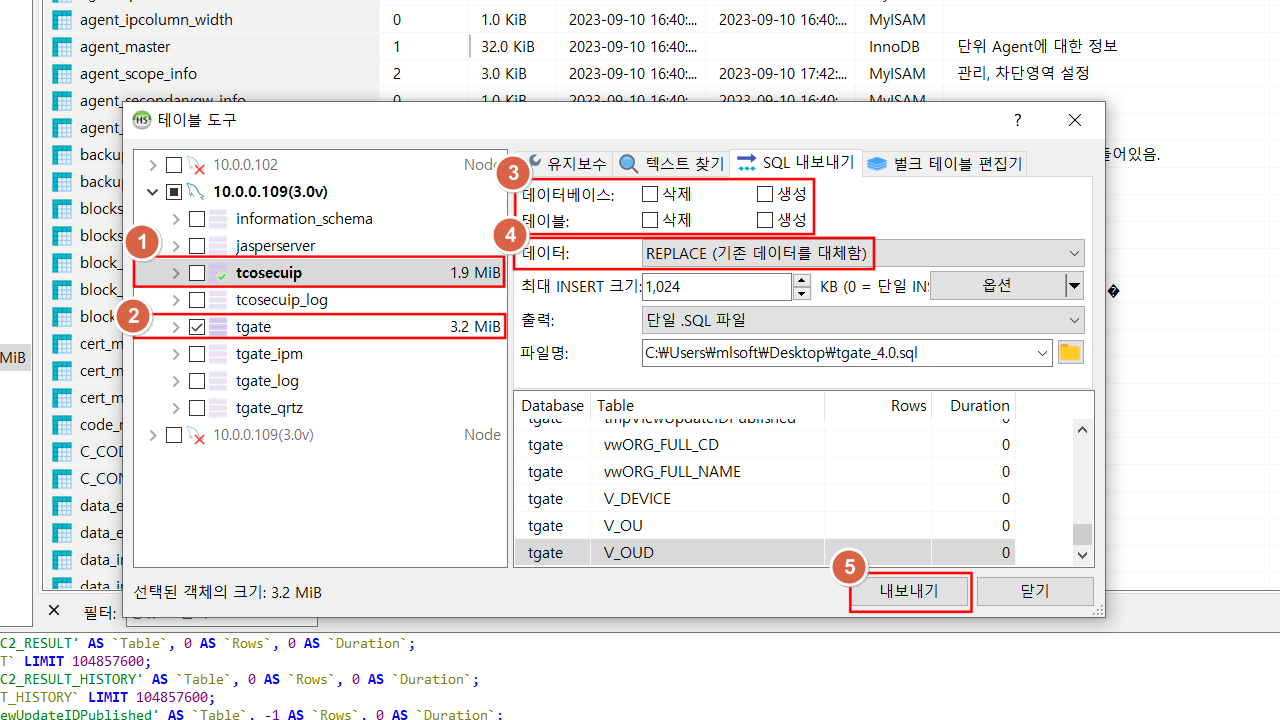 agent_ipcolumn_width 0 1.0 KiB 2023-09-10 16:40:... 2023-09-10 16:40:... MyISAM
agent_master 1 32.0 KiB 2023-09-10 16:40:... InnoDB 단위 Agent에 대한 정보
agent_scope_info 2 3.0 KiB 2023-09-10 16:40:... 2023-09-10 17:42:... MyISAM 관리, 차단영역 설정
agent_secondarygw_info 0 1.0 KiB 2023-09-10 16:40:... 2023-09-10 16:40:... MyISAM
agent_
backup
backup
blocks
blocks
block_
block_
block
cert_m
cert_m
cert_m
code_r
C_COD
C_CON
data_e
data_e
data_in
data_in
MiB
들어있음.
테이블 도구
?
10.0.0.102 Node
10.0.0.109(3.0v)
information_schema
jasperserver
1
tcosecuip 1.9 MiB
tcosecuip_log
2
tgate 3.2 MiB
tgate_ipm
tgate_log
tgate_qrtz
10.0.0.109(3.0v) Node
선택된 객체의 크기: 3.2 MiB
유지보수 텍스트 찾기 SQL 내보내기 벌크 테이블 편집기
3
데이터베이스: 삭제 생성
테이블: 삭제 생성
4
데이터: REPLACE (기존 데이터를 대체함)
최대 INSERT 크기: 1,024 KB (0 = 단일 INS 옵션
출력: 단일 .SQL 파일
파일명: C:₩Users₩mlsoft₩Desktop₩tgate_4.0.sql
Database Table Rows Duration
tgate tmpViewUpdateIDPublished 0
tgate vwORG_FULL_CD 0
tgate vwORG_FULL_NAME 0
tgate V_DEVICE 0
tgate V_OU 0
tgate V_OUD 0
5
내보내기 닫기
필터:
C2_RESULT' AS `Table`, 0 AS `Rows`, 0 AS `Duration`;
T` LIMIT 104857600;
C2_RESULT_HISTORY' AS `Table`, 0 AS `Rows`, 0 AS `Duration`;
T_HISTORY` LIMIT 104857600;
ewUpdateIDPublished' AS `Table`, -1 AS `Rows`, 0 AS `Duration`;